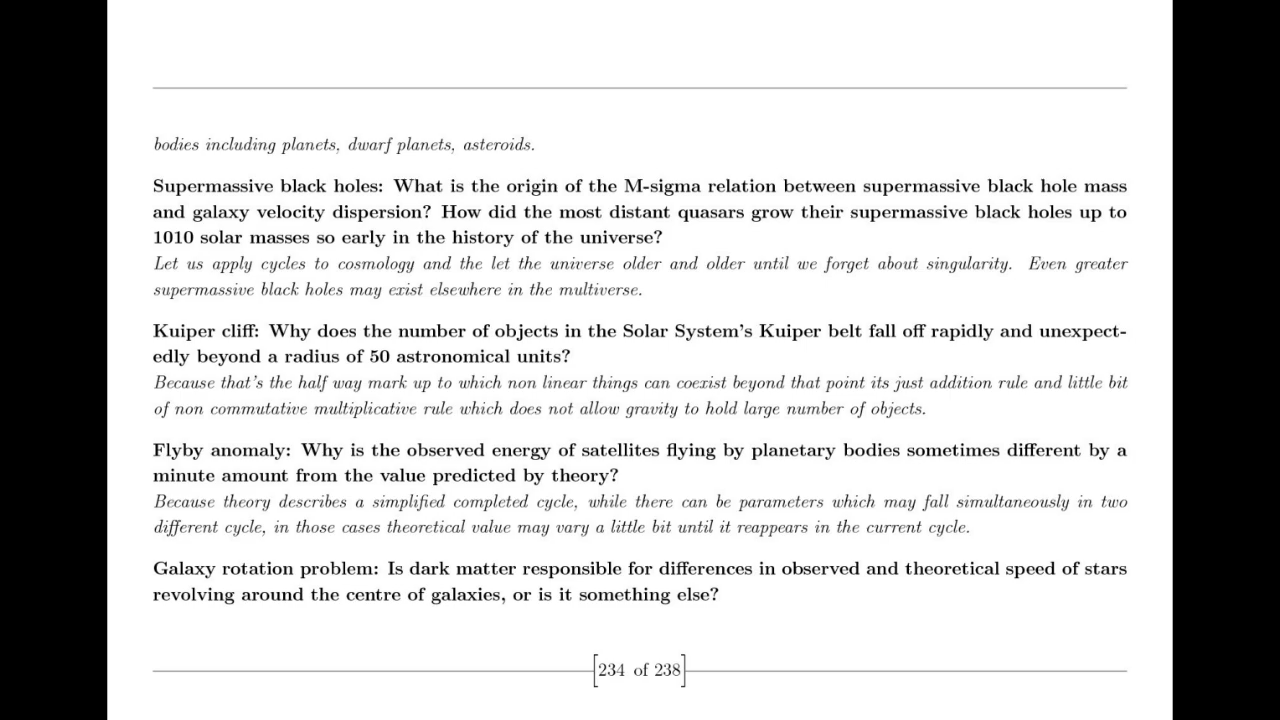 bodies including planets, dwarf planets, asteroids.
Supermassive black holes: What is the origin of the M-sigma relation between supermassive black hole mass
and galaxy velocity dispersion? How did the most distant quasars grow their supermassive black holes up to
1010 solar masses so early in the history of the universe?
Let us apply cycles to cosmology and the let the universe older and older until we forget about singularity. Even greater
supermassive black holes may exist elsewhere in the multiverse.
Kuiper cliff: Why does the number of objects in the Solar System's Kuiper belt fall off rapidly and unexpect-
edly beyond a radius of 50 astronomical units?
Because that's the half way mark up to which non linear things can coexist beyond that point its just addition rule and little bit
of non commutative multiplicative rule which does not allow gravity to hold large number of objects.
Flyby anomaly: Why is the observed energy of satellites flying by planetary bodies sometimes different by a
minute amount from the value predicted by theory?
Because theory describes a simplified completed cycle, while there can be parameters which may fall simultaneously in two
different cycle, in those cases theoretical value may vary a little bit until it reappears in the current cycle.
Galaxy rotation problem: Is dark matter responsible for differences in observed and theoretical speed of stars
revolving around the centre of galaxies, or is it something else?
234 of 238